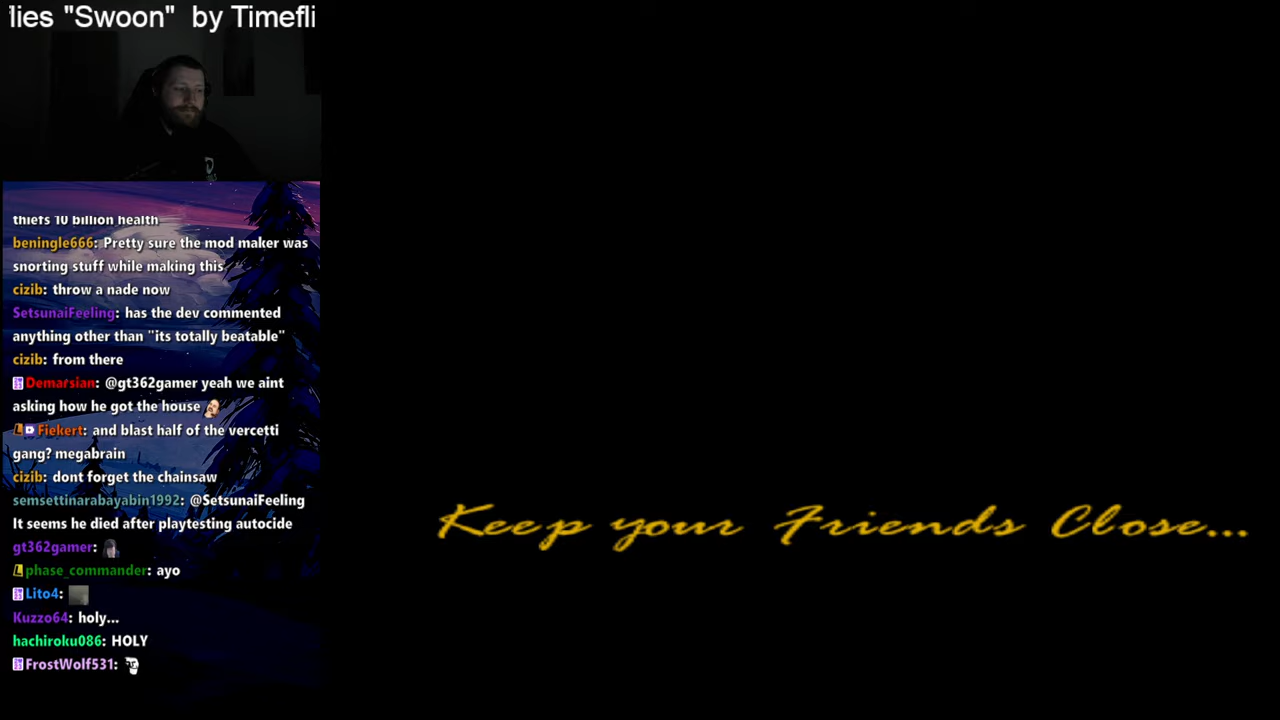 lies "Swoon"  by Timefli
thiefs 10 billion health
beningle666: Pretty sure the mod maker was
snorting stuff while making this
cizib: throw a nade now
SetsunaiFeeling: has the dev commented
anything other than "its totally beatable"
cizib: from there
Demarsian: @gt362gamer yeah we aint
asking how he got the house
Fiekert: and blast half of the vercetti
gang? megabrain
cizib: dont forget the chainsaw
semsettinarabayabin1992: @SetsunaiFeeling
It seems he died after playtesting autocide
gt362gamer:
phase_commander: ayo
Lito4:
Kuzzo64: holy...
hachiroku086: HOLY
FrostWolf531:
Keep your Friends Close...